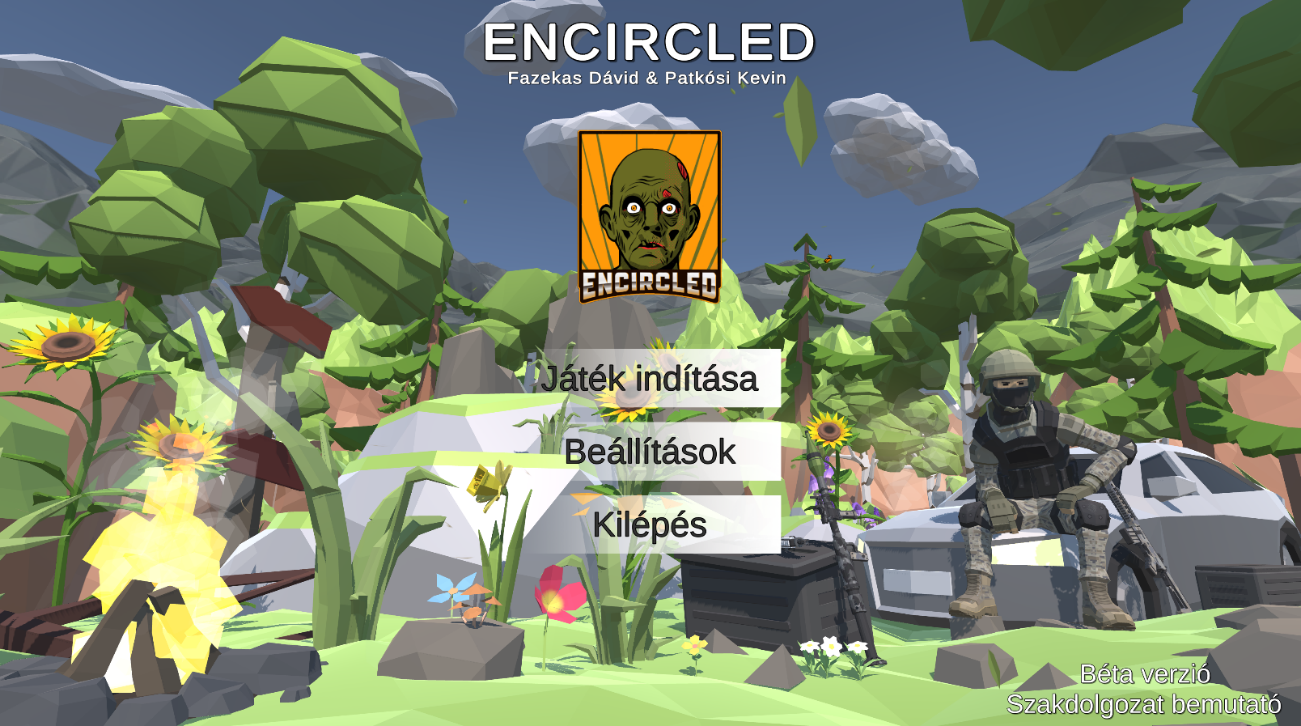 ENCIRCLED
Fazekas Dávid & Patkósi Kevin
ENCIRCLED
Játék indítása
Beállítások
Kilépés
Béta verzió
Szakdolgozat bemutató